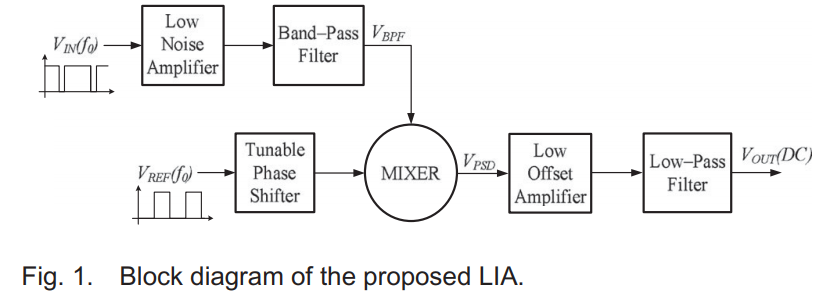 V_IN(f_0)
Low
Noise
Amplifier
Band–Pass
Filter
V_BPF
V_REF(f_0)
Tunable
Phase
Shifter
MIXER
V_PSD
Low
Offset
Amplifier
Low–Pass
Filter
V_OUT(DC)
Fig. 1. Block diagram of the proposed LIA.